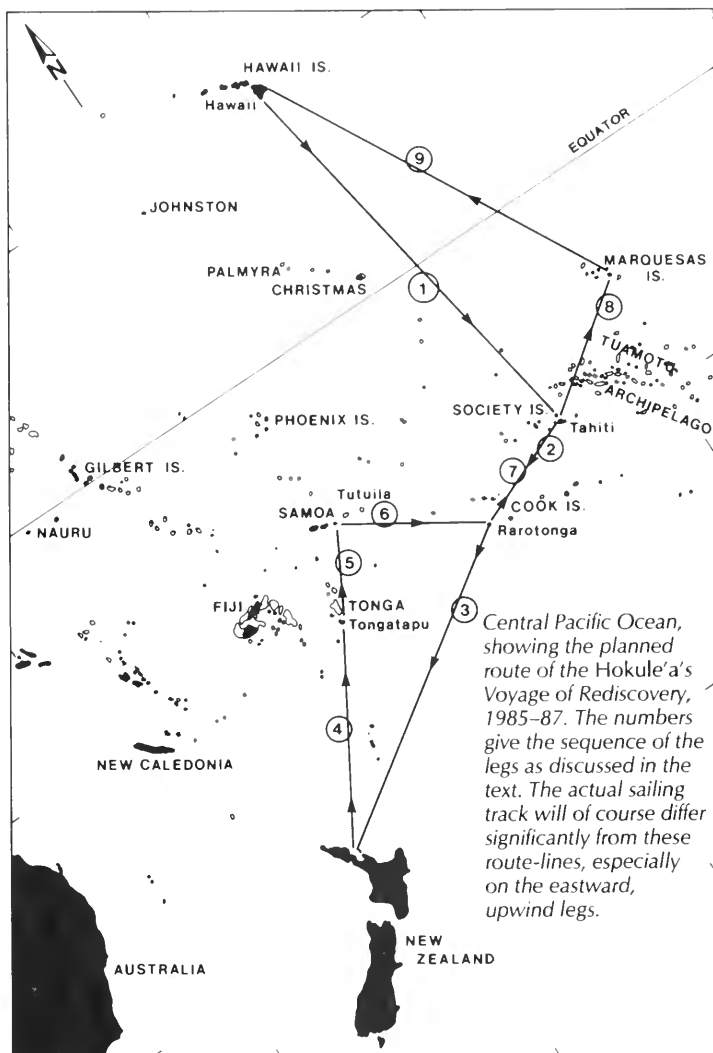 N
HAWAII IS.
Hawaii
EQUATOR
9
JOHNSTON
MARQUESAS
IS.
PALMYRA
CHRISTMAS
1
8
TUAMOTU
ARCHIPELAGO
SOCIETY IS.
Tahiti
PHOENIX IS.
2
7
GILBERT IS.
Tutuila
COOK IS.
SAMOA
6
Rarotonga
NAURU
5
FIJI
TONGA
Tongatapu
3
4
NEW CALEDONIA
Central Pacific Ocean,
showing the planned
route of the Hokule'a's
Voyage of Rediscovery,
1985–87. The numbers
give the sequence of the
legs as discussed in the
text. The actual sailing
track will of course differ
significantly from these
route-lines, especially
on the eastward,
upwind legs.
NEW
ZEALAND
AUSTRALIA